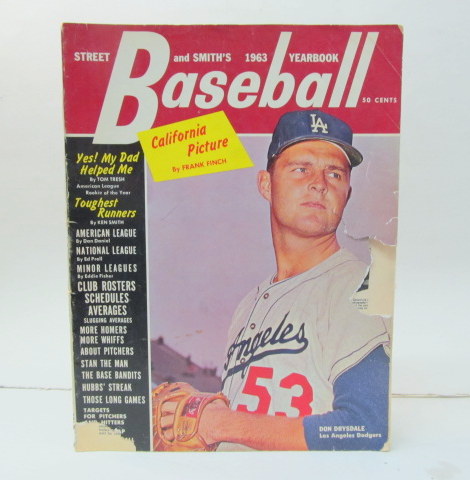 STREET and SMITH'S 1963 YEARBOOK
Baseball
50 CENTS
California
Picture
By FRANK FINCH
Yes! My Dad
Helped Me
By TOM TRESH
American League
Rookie of the Year
Toughest
Runners
By KEN SMITH
AMERICAN LEAGUE
By Dan Daniel
NATIONAL LEAGUE
By Ed Prell
MINOR LEAGUES
By Eddie Fisher
CLUB ROSTERS
SCHEDULES
AVERAGES
SLUGGING AVERAGES
MORE HOMERS
MORE WHIFFS
ABOUT PITCHERS
STAN THE MAN
THE BASE BANDITS
HUBBS' STREAK
THOSE LONG GAMES
TARGETS
FOR PITCHERS
AND HITTERS
LA
Angeles
53
DON DRYSDALE
Los Angeles Dodgers